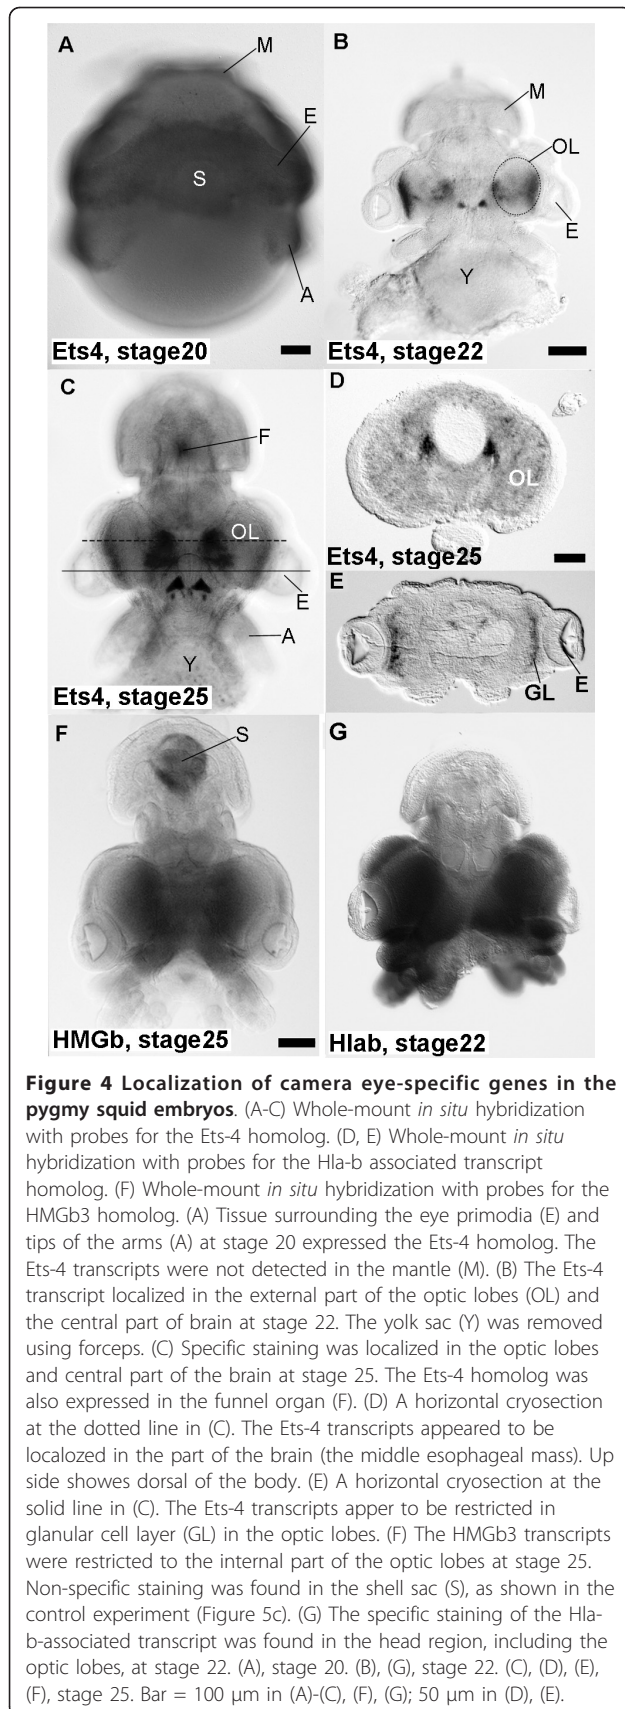 A
M
E
S
A
Ets4, stage20
B
M
OL
E
Y
Ets4, stage22
C
F
OL
E
A
Y
Ets4, stage25
D
OL
Ets4, stage25
E
GL
E
F
S
HMGb, stage25
G
Hlab, stage22
Figure 4 Localization of camera eye-specific genes in the
pygmy squid embryos. (A-C) Whole-mount in situ hybridization
with probes for the Ets-4 homolog. (D, E) Whole-mount in situ
hybridization with probes for the Hla-b associated transcript
homolog. (F) Whole-mount in situ hybridization with probes for the
HMGb3 homolog. (A) Tissue surrounding the eye primodia (E) and
tips of the arms (A) at stage 20 expressed the Ets-4 homolog. The
Ets-4 transcripts were not detected in the mantle (M). (B) The Ets-4
transcript localized in the external part of the optic lobes (OL) and
the central part of brain at stage 22. The yolk sac (Y) was removed
using forceps. (C) Specific staining was localized in the optic lobes
and central part of the brain at stage 25. The Ets-4 homolog was
also expressed in the funnel organ (F). (D) A horizontal cryosection
at the dotted line in (C). The Ets-4 transcripts appeared to be
localozed in the part of the brain (the middle esophageal mass). Up
side showes dorsal of the body. (E) A horizontal cryosection at the
solid line in (C). The Ets-4 transcripts apper to be restricted in
glanular cell layer (GL) in the optic lobes. (F) The HMGb3 transcripts
were restricted to the internal part of the optic lobes at stage 25.
Non-specific staining was found in the shell sac (S), as shown in the
control experiment (Figure 5c). (G) The specific staining of the Hla-
b-associated transcript was found in the head region, including the
optic lobes, at stage 22. (A), stage 20. (B), (G), stage 22. (C), (D), (E),
(F), stage 25. Bar = 100 μm in (A)-(C), (F), (G); 50 μm in (D), (E).